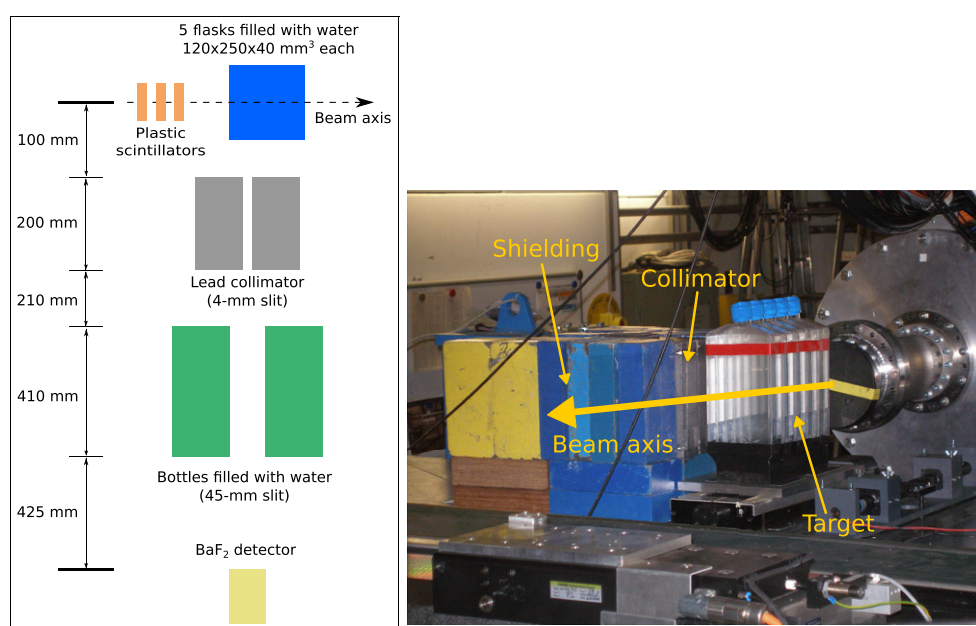 5 flasks filled with water
120x250x40 mm³ each
Beam axis
Plastic
scintillators
100 mm
200 mm
Lead collimator
(4-mm slit)
210 mm
410 mm
Bottles filled with water
(45-mm slit)
425 mm
BaF₂ detector
Shielding
Collimator
Beam axis
Target